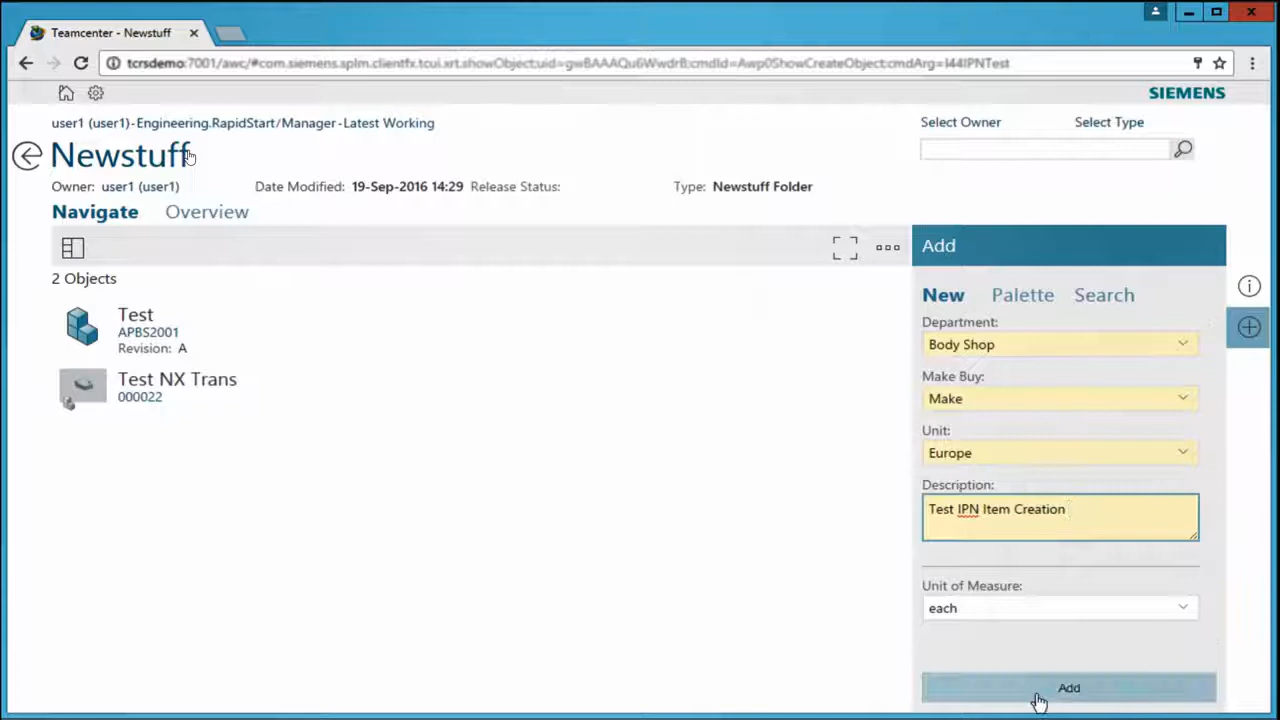 Teamcenter - Newstuff
tcrsdemo:7001/awc/#com.siemens.splm.clientfx.tcui.xrt.showObject;uid=gwBAAAQu6WwdrB;cmdId=Awp0ShowCreateObject;cmdArg=I44IPNTest
SIEMENS
user1 (user1)-Engineering.RapidStart/Manager-Latest Working
Select Owner Select Type
Newstuff
Owner: user1 (user1) Date Modified: 19-Sep-2016 14:29 Release Status: Type: Newstuff Folder
Navigate Overview
Add
2 Objects
New Palette Search
Test
APBS2001
Revision: A
Test NX Trans
000022
Department:
Body Shop
Make Buy:
Make
Unit:
Europe
Description:
Test IPN Item Creation
Unit of Measure:
each
Add